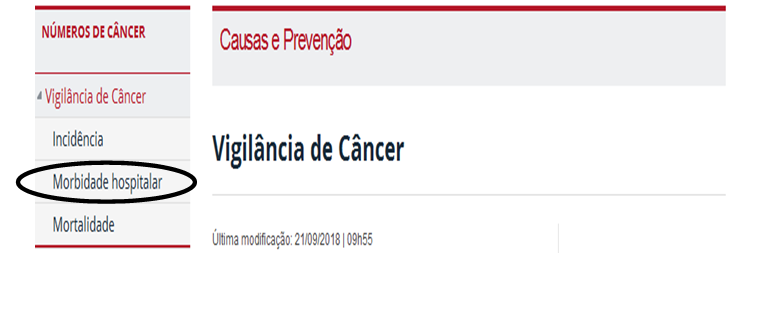 NÚMEROS DE CÂNCER
Vigilância de Câncer
Incidência
Morbidade hospitalar
Mortalidade
Causas e Prevenção
Vigilância de Câncer
Última modificação: 21/09/2018 | 09h55